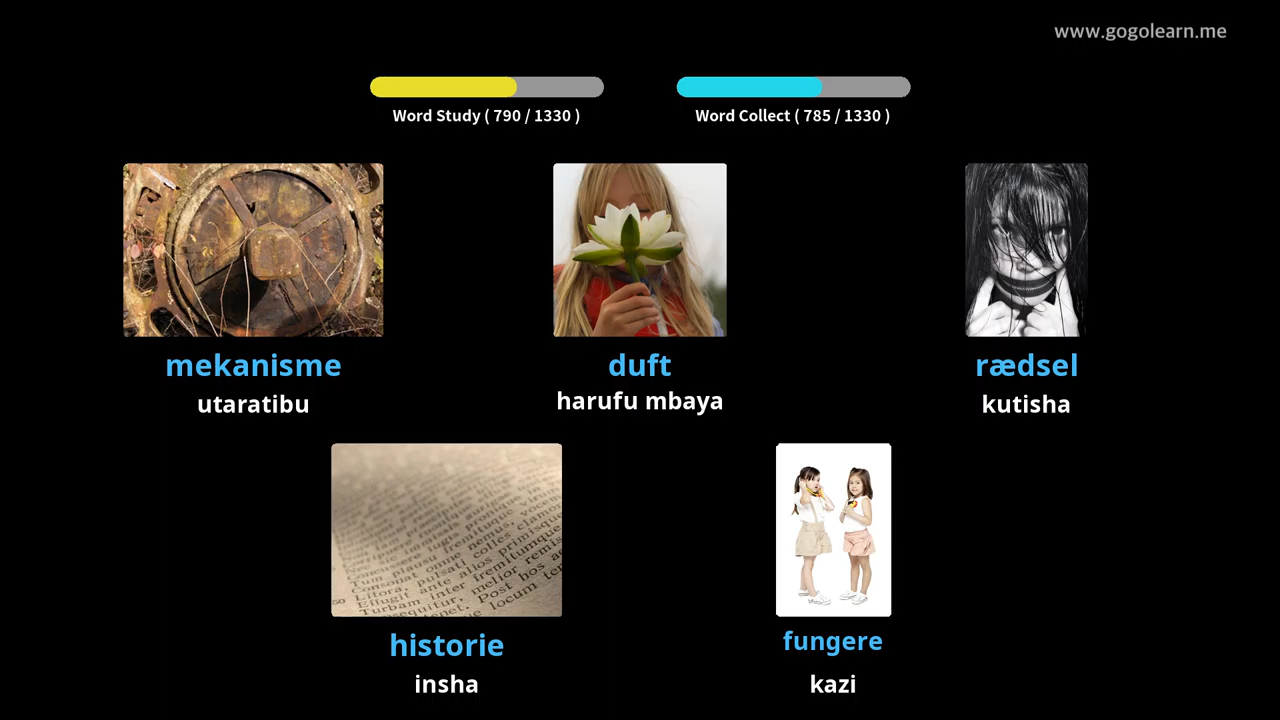 www.gogolearn.me
Word Study ( 790 / 1330 )
Word Collect ( 785 / 1330 )
mekanisme
utaratibu
duft
harufu mbaya
rædsel
kutisha
historie
insha
fungere
kazi